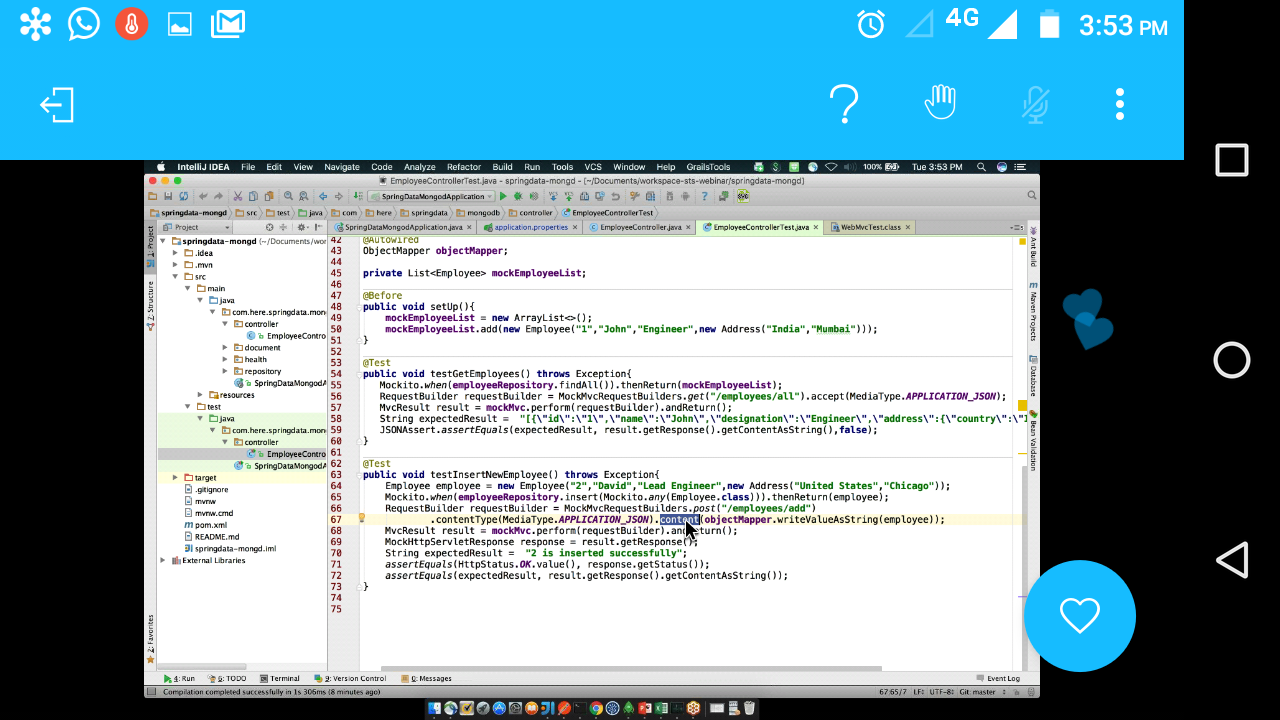 4G 3:53 PM
IntelliJ IDEA File Edit View Navigate Code Analyze Refactor Build Run Tools VCS Window Help GrailsTools 100% Tue 3:53 PM
EmployeeControllerTest.java - springdata-mongd - [~/Documents/workspace-sts-webinar/springdata-mongd]
SpringDataMongodApplication
springdata-mongd src test java com here springdata mongodb controller EmployeeControllerTest
Project SpringDataMongodApplication.java application.properties EmployeeController.java EmployeeControllerTest.java WebMvcTest.class
1: Project
7: Structure
2: Favorites
springdata-mongd (~/Documents/wor
.idea
.mvn
src
main
java
com.here.springdata.mon
controller
EmployeeContro
document
health
repository
SpringDataMongodA
resources
test
java
com.here.springdata.mon
controller
EmployeeContro
SpringDataMongodA
target
.gitignore
mvnw
mvnw.cmd
pom.xml
README.md
springdata-mongd.iml
External Libraries
42 @Autowired
43 ObjectMapper objectMapper;
44
45 private List<Employee> mockEmployeeList;
46
47 @Before
48 public void setUp(){
49 mockEmployeeList = new ArrayList<>();
50 mockEmployeeList.add(new Employee("1","John","Engineer",new Address("India","Mumbai")));
51 }
52
53 @Test
54 public void testGetEmployees() throws Exception{
55 Mockito.when(employeeRepository.findAll()).thenReturn(mockEmployeeList);
56 RequestBuilder requestBuilder = MockMvcRequestBuilders.get("/employees/all").accept(MediaType.APPLICATION_JSON);
57 MvcResult result = mockMvc.perform(requestBuilder).andReturn();
58 String expectedResult = "[{\"id\":\"1\",\"name\":\"John\",\"designation\":\"Engineer\",\"address\":{\"country\":\"I
59 JSONAssert.assertEquals(expectedResult, result.getResponse().getContentAsString(),false);
60 }
61
62 @Test
63 public void testInsertNewEmployee() throws Exception{
64 Employee employee = new Employee("2","David","Lead Engineer",new Address("United States","Chicago"));
65 Mockito.when(employeeRepository.insert(Mockito.any(Employee.class))).thenReturn(employee);
66 RequestBuilder requestBuilder = MockMvcRequestBuilders.post("/employees/add")
67 .contentType(MediaType.APPLICATION_JSON).content(objectMapper.writeValueAsString(employee));
68 MvcResult result = mockMvc.perform(requestBuilder).andReturn();
69 MockHttpServletResponse response = result.getResponse();
70 String expectedResult = "2 is inserted successfully";
71 assertEquals(HttpStatus.OK.value(), response.getStatus());
72 assertEquals(expectedResult, result.getResponse().getContentAsString());
73 }
74
75
Ant Build
Maven Projects
Database
Bean Validation
4: Run 6: TODO Terminal 9: Version Control 0: Messages Event Log
Compilation completed successfully in 1s 306ms (8 minutes ago) 67:65/7 LF: UTF-8: Git: master